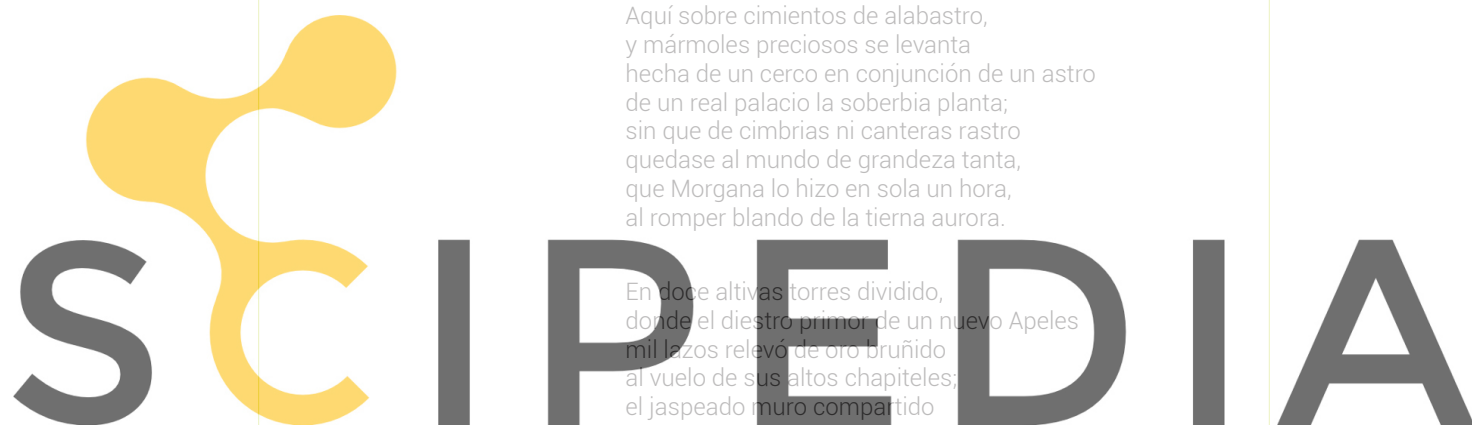 Aquí sobre cimientos de alabastro,
y mármoles preciosos se levanta
hecha de un cerco en conjunción de un astro
de un real palacio la soberbia planta;
sin que de cimbrias ni canteras rastro
quedase al mundo de grandeza tanta,
que Morgana lo hizo en sola un hora,
al romper blando de la tierna aurora.
En doce altivas torres dividido,
donde el diestro primor de un nuevo Apeles
mil lazos relevó de oro bruñido
al vuelo de sus altos chapiteles;
el jaspeado muro compartido
SCIPEDIA